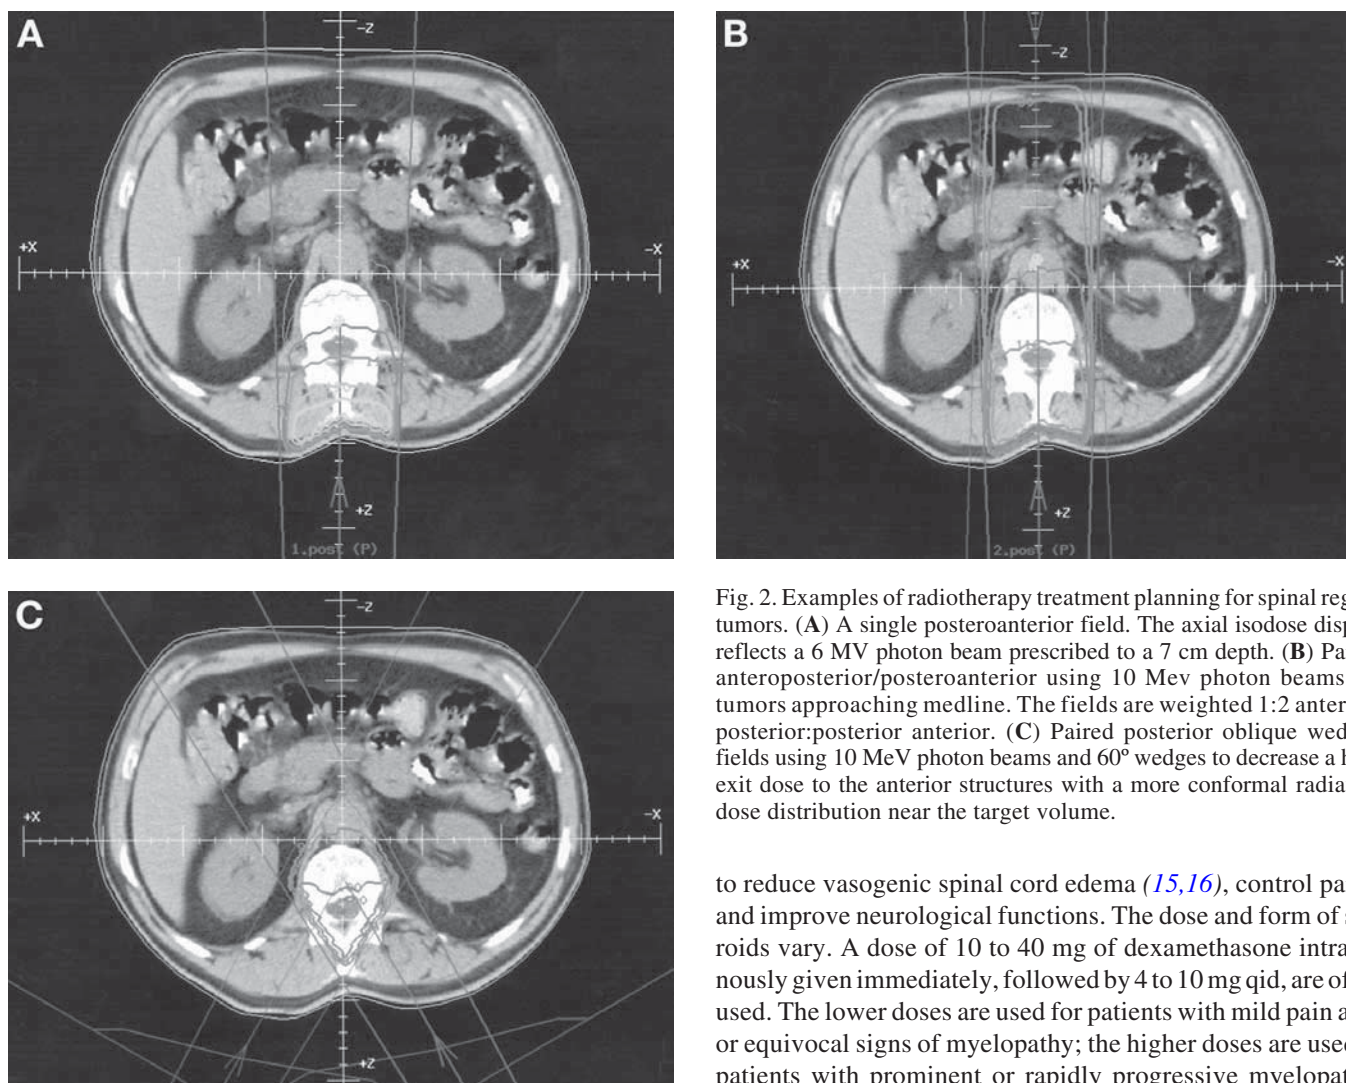 A
-Z
+X
-X
+Z
1.post (P)
B
-Z
+X
-X
+Z
2.post (P)
C
-Z
+X
-X
+Z
Fig. 2. Examples of radiotherapy treatment planning for spinal reg
tumors. (A) A single posteroanterior field. The axial isodose disp
reflects a 6 MV photon beam prescribed to a 7 cm depth. (B) Pa
anteroposterior/posteroanterior using 10 Mev photon beams
tumors approaching medline. The fields are weighted 1:2 anter
posterior:posterior anterior. (C) Paired posterior oblique wed
fields using 10 MeV photon beams and 60º wedges to decrease a h
exit dose to the anterior structures with a more conformal radia
dose distribution near the target volume.
to reduce vasogenic spinal cord edema (15,16), control pa
and improve neurological functions. The dose and form of s
roids vary. A dose of 10 to 40 mg of dexamethasone intra
nously given immediately, followed by 4 to 10 mg qid, are of
used. The lower doses are used for patients with mild pain a
or equivocal signs of myelopathy; the higher doses are used
patients with prominent or rapidly progressive myelopat